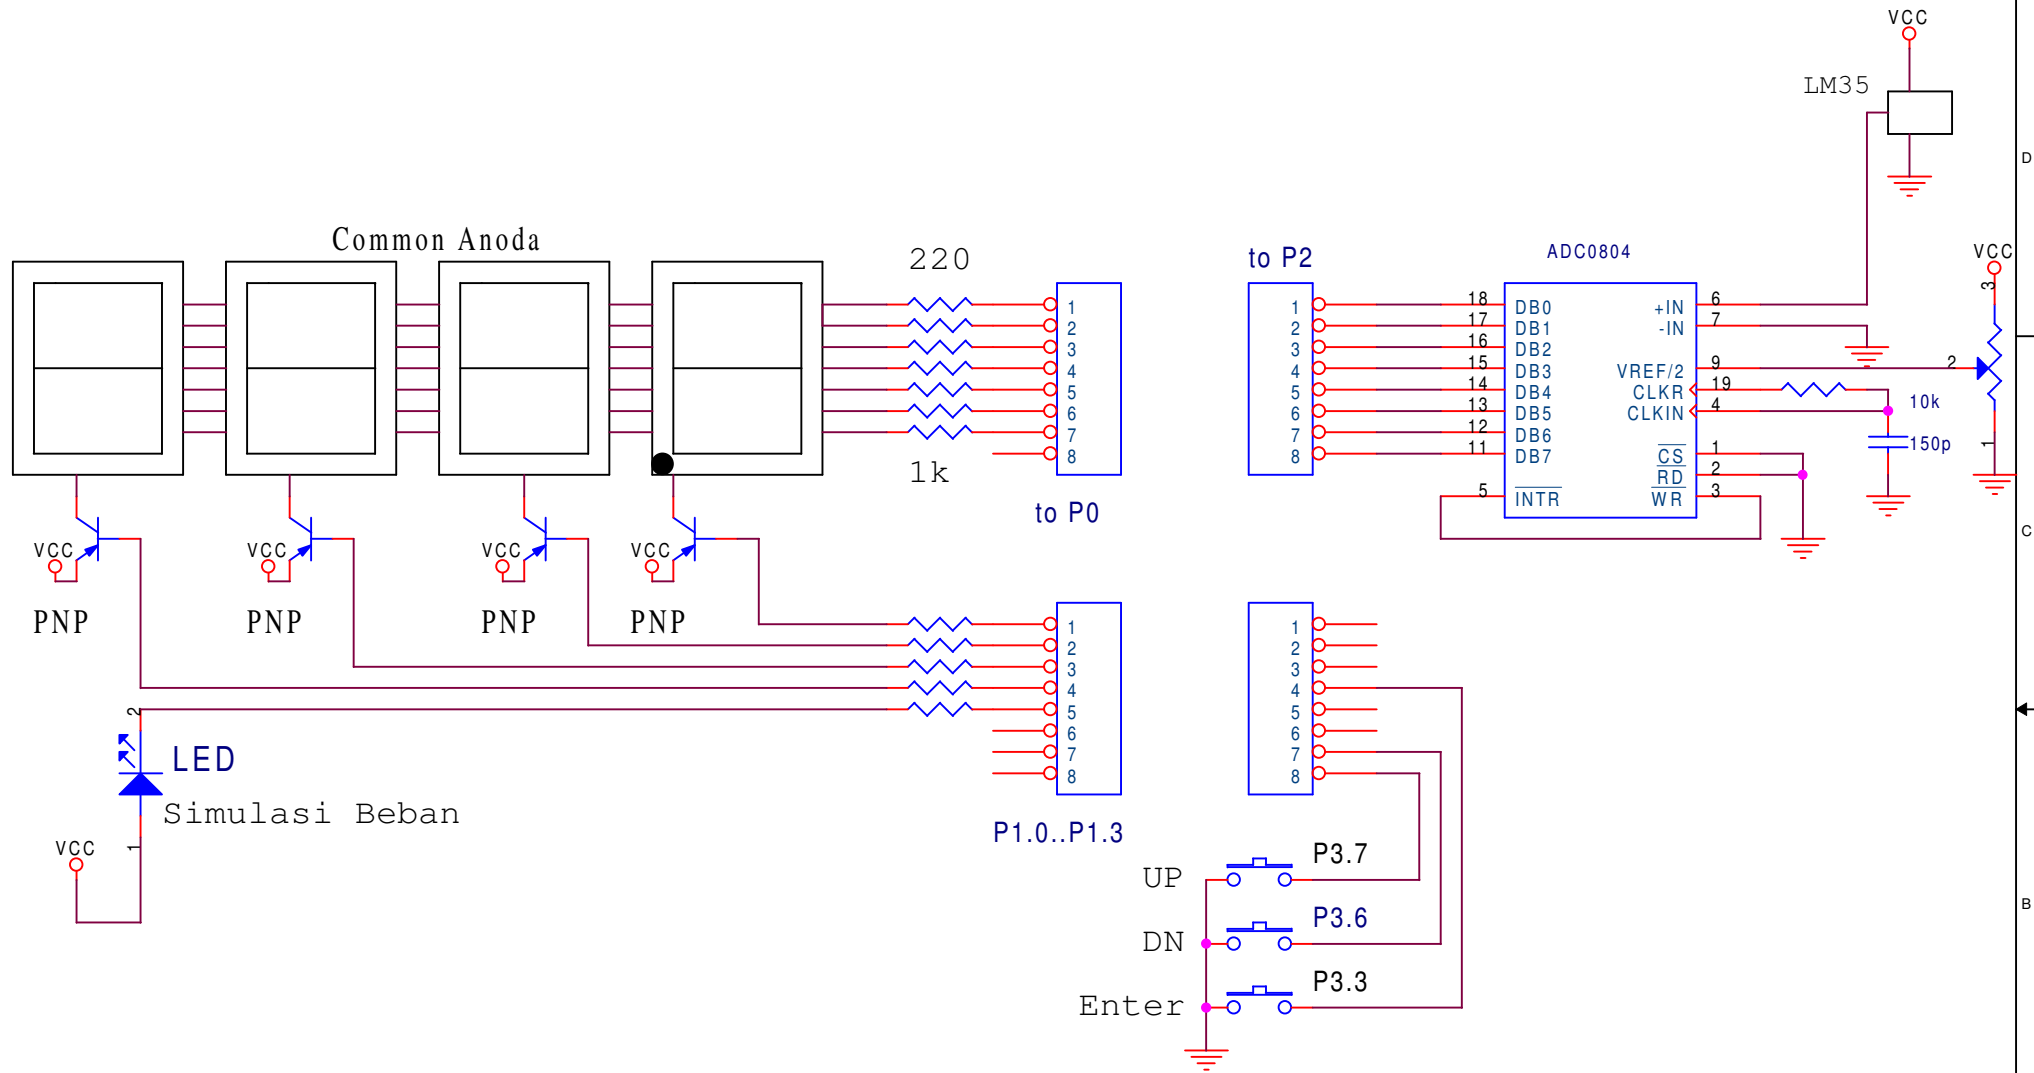 VCC
LM35
D
Common Anoda
220
to P2
ADC0804
VCC
3
1
2
3
4
5
6
7
8
1k
to P0
1
2
3
4
5
6
7
8
18 DB0
17 DB1
16 DB2
15 DB3
14 DB4
13 DB5
12 DB6
11 DB7
5 INTR
+IN 6
-IN 7
VREF/2 9
CLKR 19
CLKIN 4
CS 1
RD 2
WR 3
2
10k
150p
1
C
VCC
VCC
VCC
VCC
PNP
PNP
PNP
PNP
1
2
3
4
5
6
7
8
P1.0..P1.3
1
2
3
4
5
6
7
8
2
LED
Simulasi Beban
1
VCC
UP
P3.7
DN
P3.6
Enter
P3.3
B